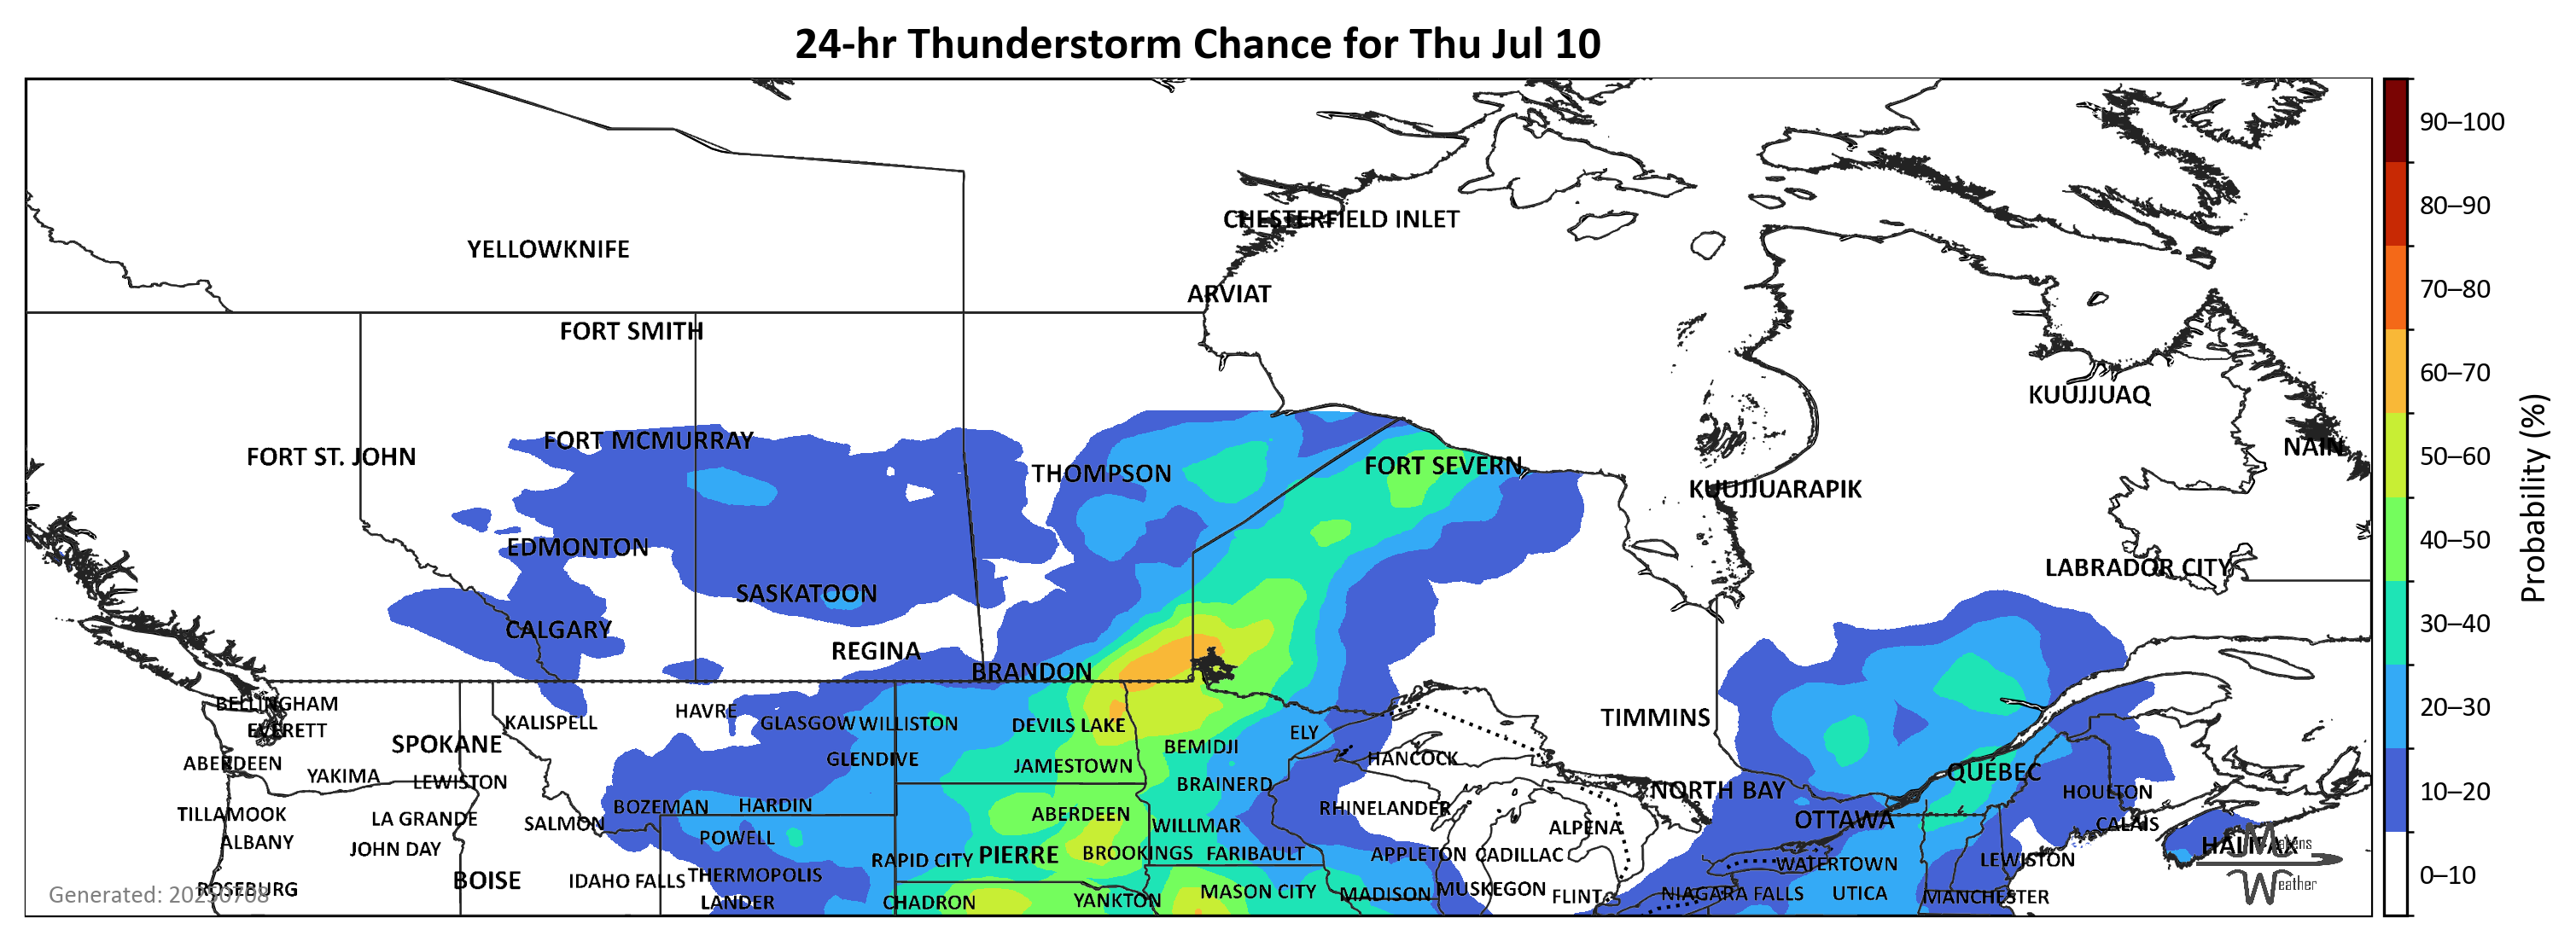 24-hr Thunderstorm Chance for Thu Jul 10
90–100
80–90
70–80
60–70
50–60
40–50
30–40
20–30
10–20
0–10
Probability (%)
CHESTERFIELD INLET
YELLOWKNIFE
ARVIAT
FORT SMITH
KUUJJUAQ
FORT MCMURRAY
NAIN
FORT ST. JOHN
THOMPSON
FORT SEVERN
KUUJJUARAPIK
EDMONTON
LABRADOR CITY
SASKATOON
CALGARY
REGINA
BRANDON
BELLINGHAM
HAVRE
TIMMINS
KALISPELL
GLASGOW
WILLISTON
DEVILS LAKE
EVERETT
ELY
SPOKANE
BEMIDJI
GLENDIVE
HANCOCK
ABERDEEN
JAMESTOWN
QUÉBEC
YAKIMA
LEWISTON
BRAINERD
NORTH BAY
HOULTON
BOZEMAN
HARDIN
RHINELANDER
TILLAMOOK
LA GRANDE
SALMON
ABERDEEN
WILLMAR
ALPENA
OTTAWA
CALAIS
ALBANY
JOHN DAY
POWELL
HALIFAX
RAPID CITY
PIERRE
BROOKINGS
FARIBAULT
APPLETON
CADILLAC
WATERTOWN
LEWISTON
BOISE
IDAHO FALLS
THERMOPOLIS
ROSEBURG
MASON CITY
MADISON
MUSKEGON
FLINT
NIAGARA FALLS
UTICA
MANCHESTER
LANDER
CHADRON
YANKTON
Generated: 20250708
Weather